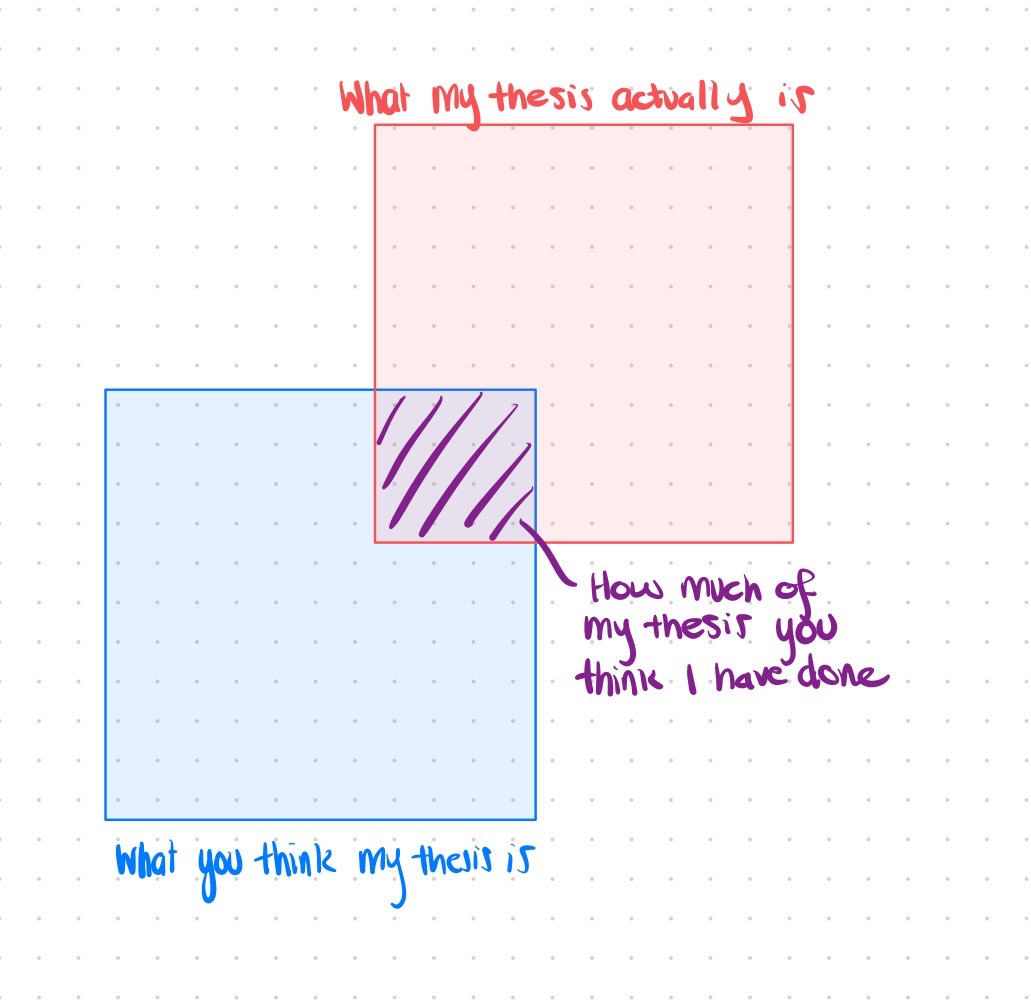 What my thesis actually is
How much of
my thesis you
think I have done
What you think my thesis is